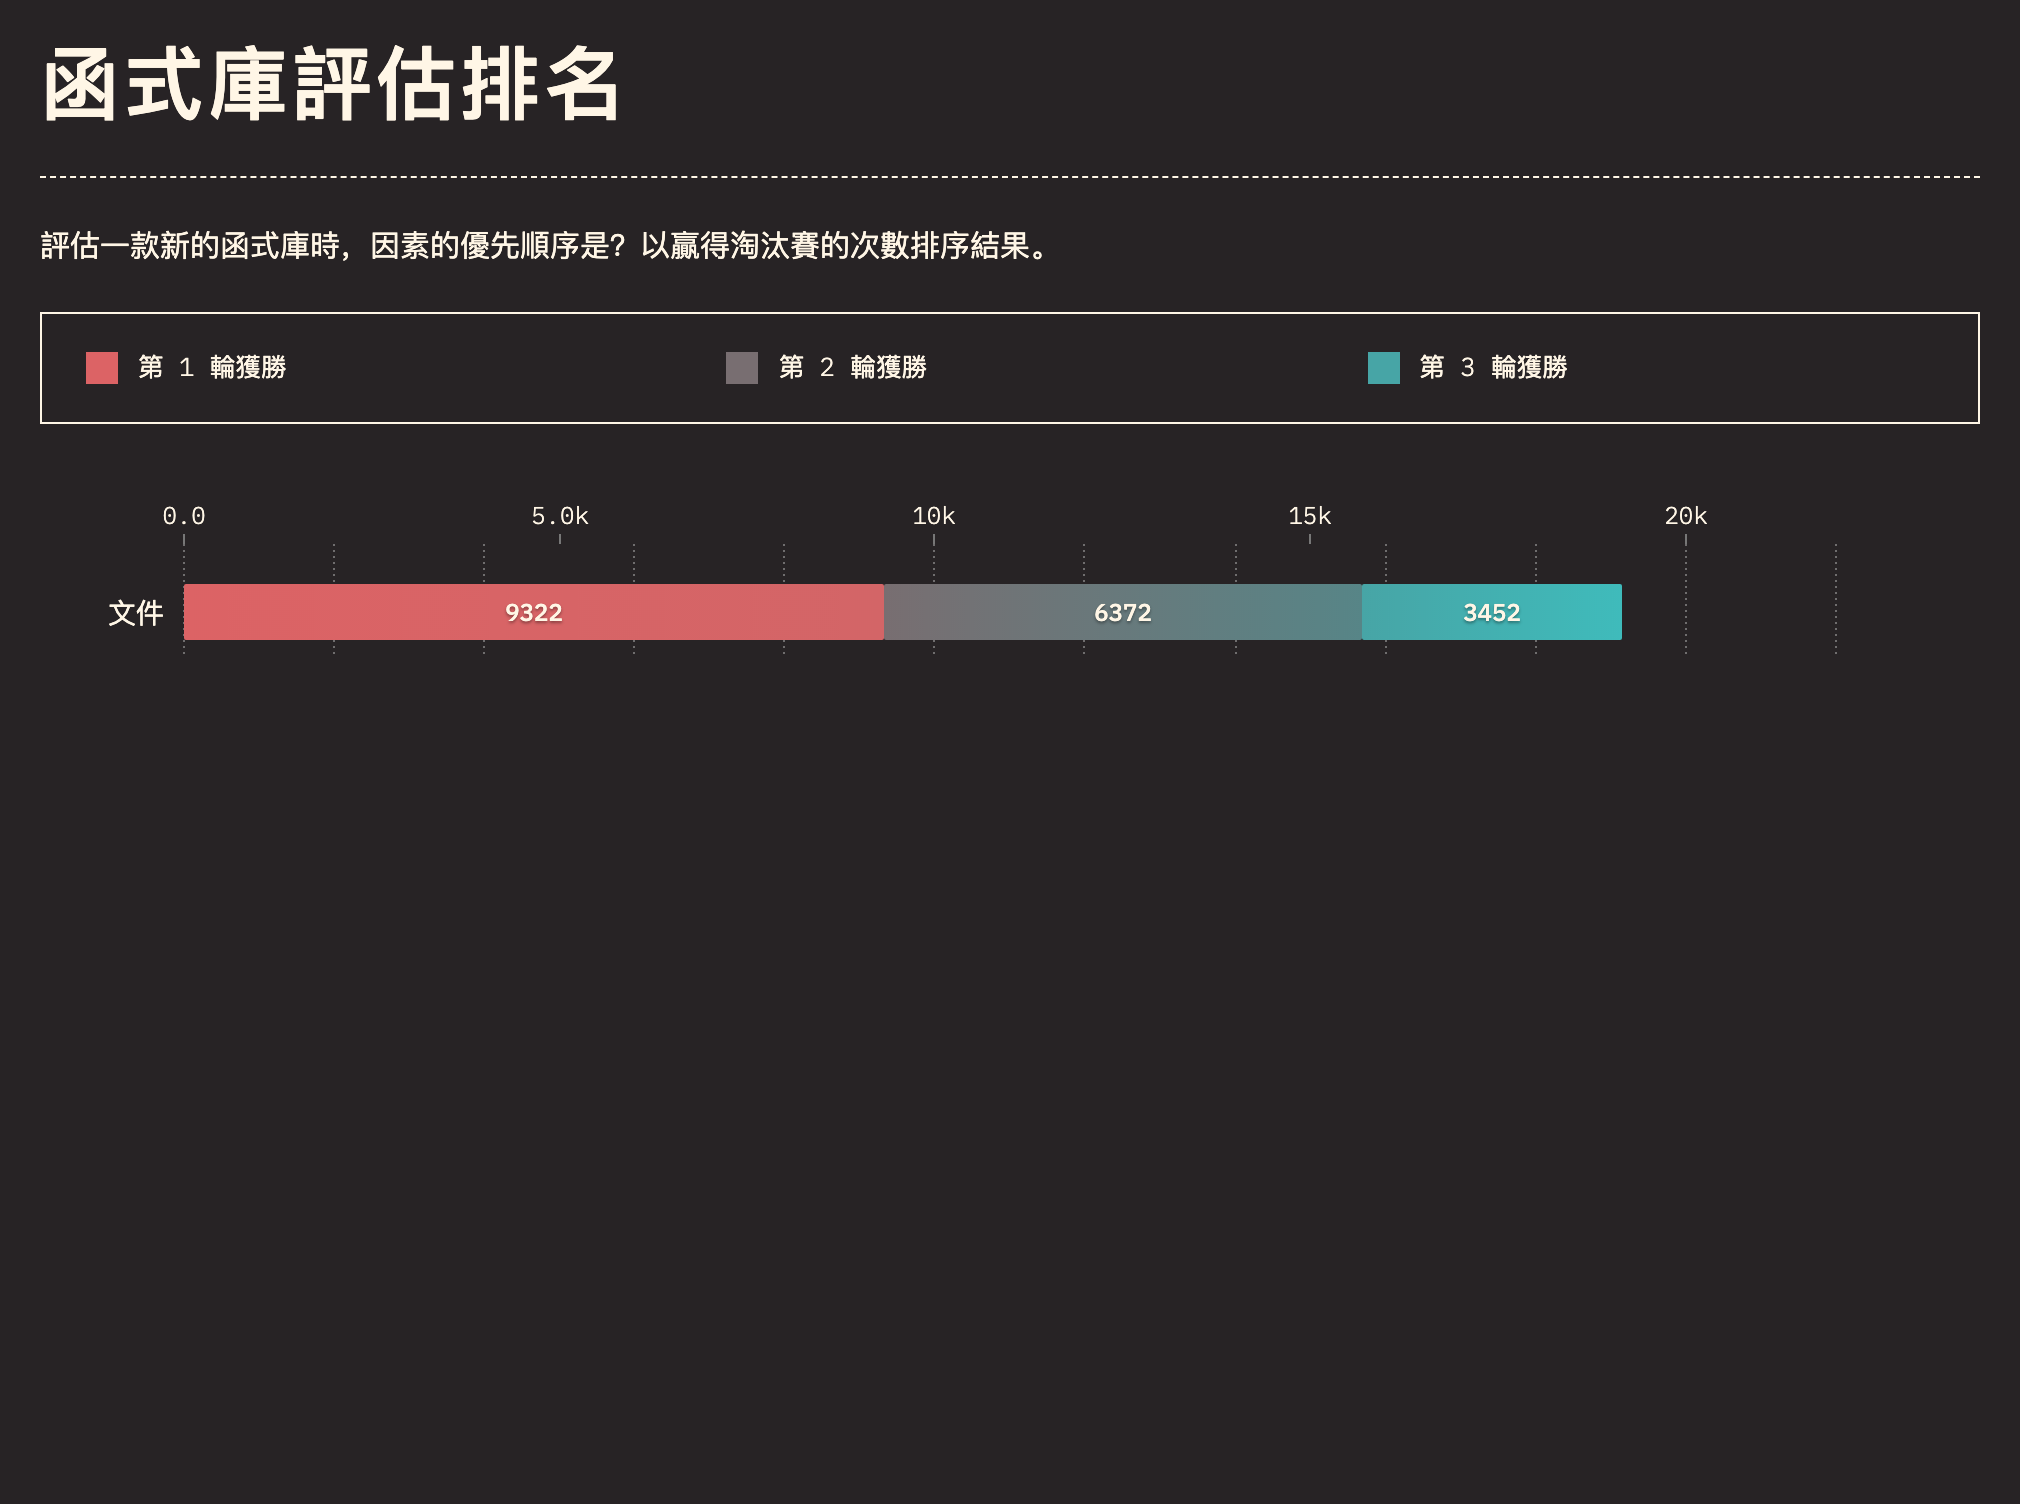 函式庫評估排名
評估一款新的函式庫時，因素的優先順序是？以贏得淘汰賽的次數排序結果。
第 1 輪獲勝 第 2 輪獲勝 第 3 輪獲勝
0.0 5.0k 10k 15k 20k
文件 9322 6372 3452